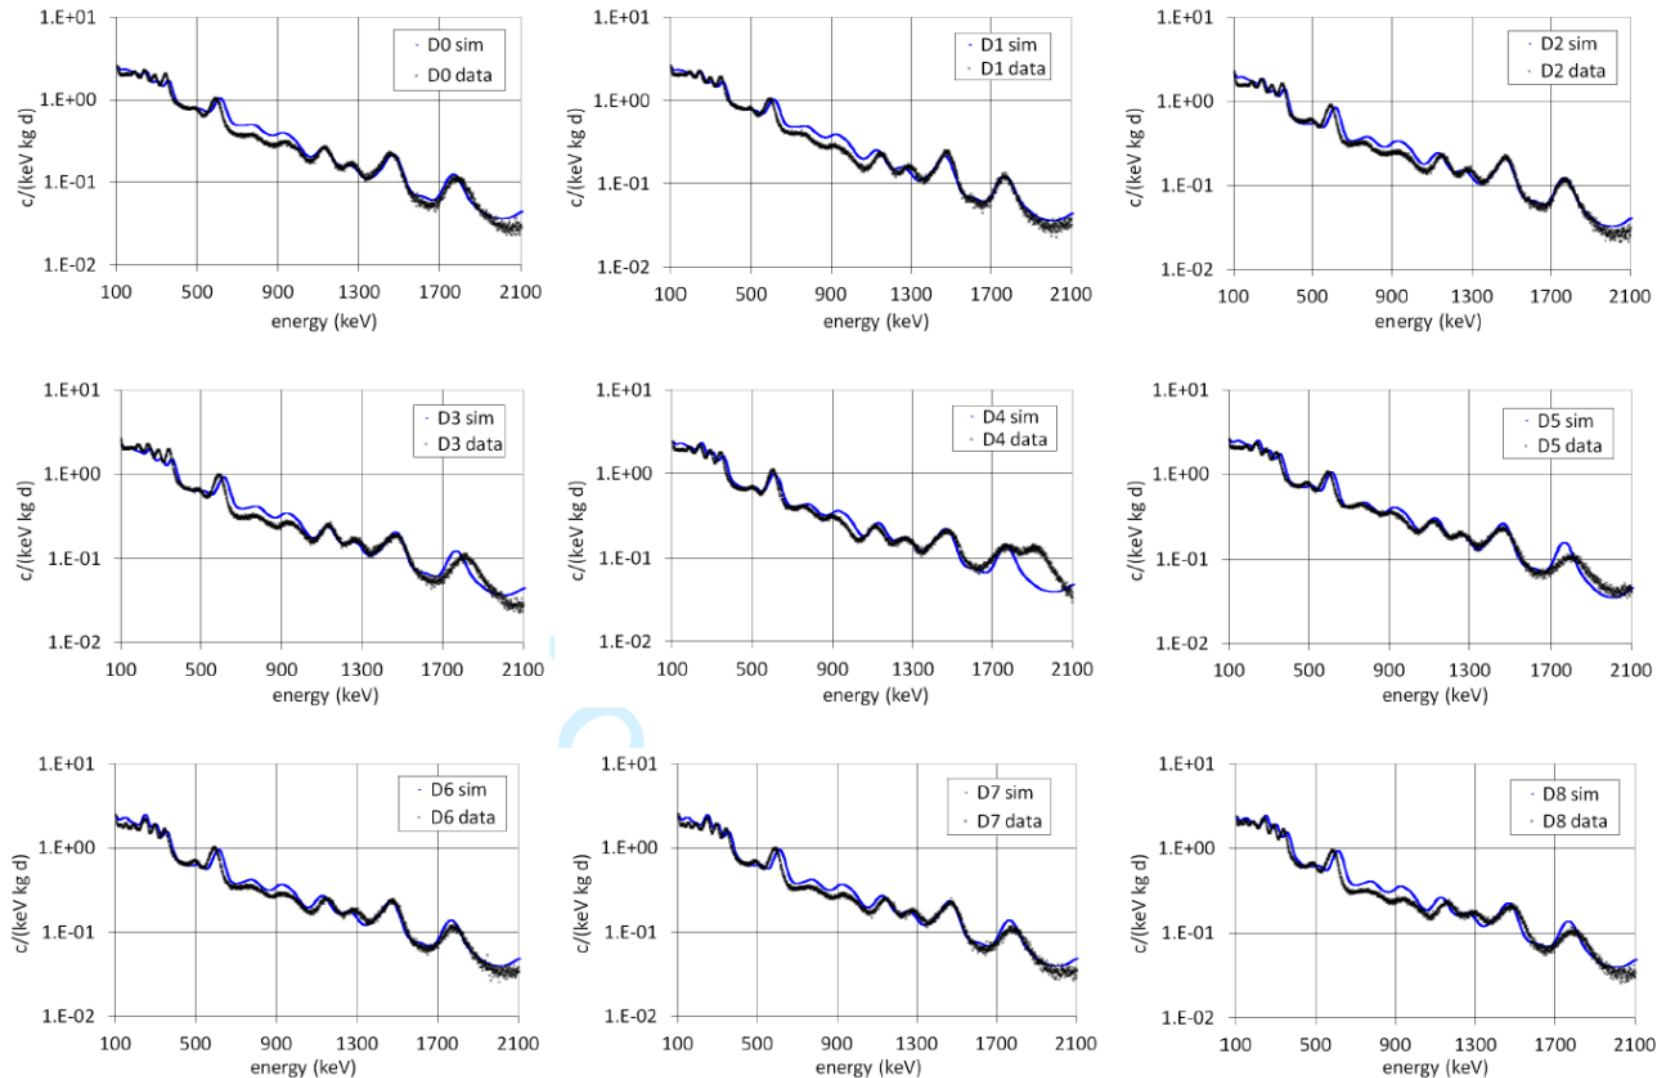 1.E+01
D0 sim
D0 data
1.E+00
1.E-01
1.E-02
c/(keV kg d)
100 500 900 1300 1700 2100
energy (keV)
1.E+01
D1 sim
D1 data
1.E+00
1.E-01
1.E-02
c/(keV kg d)
100 500 900 1300 1700 2100
energy (keV)
1.E+01
D2 sim
D2 data
1.E+00
1.E-01
1.E-02
c/(keV kg d)
100 500 900 1300 1700 2100
energy (keV)
1.E+01
D3 sim
D3 data
1.E+00
1.E-01
1.E-02
c/(keV kg d)
100 500 900 1300 1700 2100
energy (keV)
1.E+01
D4 sim
D4 data
1.E+00
1.E-01
1.E-02
c/(keV kg d)
100 500 900 1300 1700 2100
energy (keV)
1.E+01
D5 sim
D5 data
1.E+00
1.E-01
1.E-02
c/(keV kg d)
100 500 900 1300 1700 2100
energy (keV)
1.E+01
D6 sim
D6 data
1.E+00
1.E-01
1.E-02
c/(keV kg d)
100 500 900 1300 1700 2100
energy (keV)
1.E+01
D7 sim
D7 data
1.E+00
1.E-01
1.E-02
c/(keV kg d)
100 500 900 1300 1700 2100
energy (keV)
1.E+01
D8 sim
D8 data
1.E+00
1.E-01
1.E-02
c/(keV kg d)
100 500 900 1300 1700 2100
energy (keV)